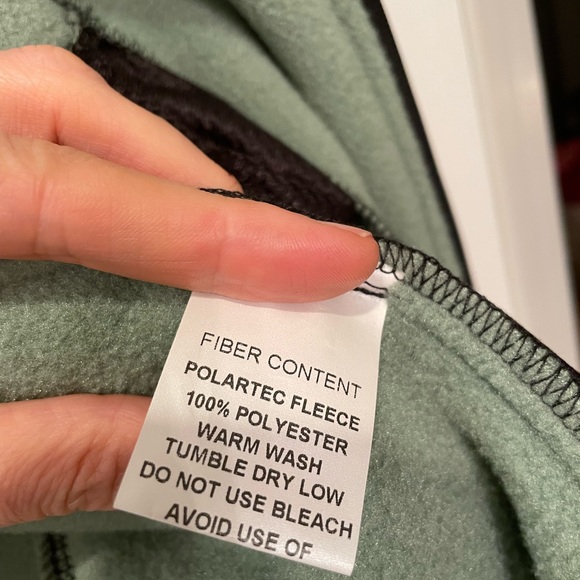 FIBER CONTENT
POLARTEC FLEECE
100% POLYESTER
WARM WASH
TUMBLE DRY LOW
DO NOT USE BLEACH
AVOID USE OF